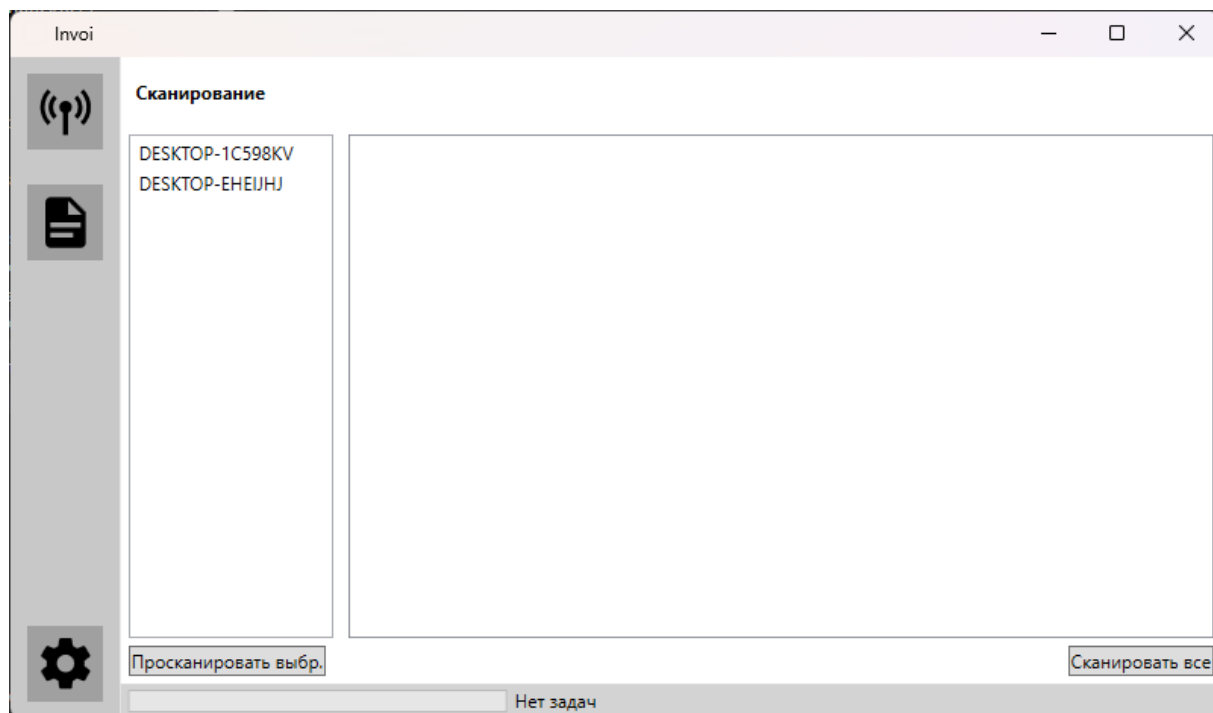 Invoi
Сканирование
DESKTOP-1C598KV
DESKTOP-EHEIJHJ
Просканировать выбр.
Сканировать все
Нет задач